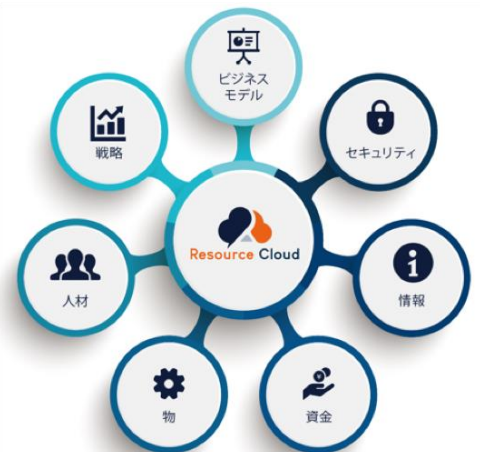 ビジネス
モデル
セキュリティ
情報
資金
物
人材
戦略
Resource Cloud